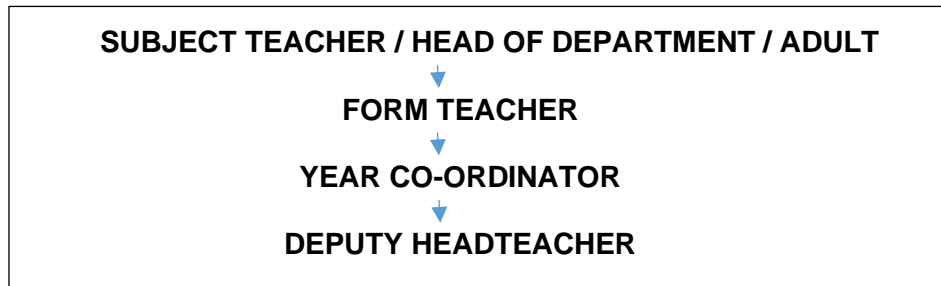 SUBJECT TEACHER / HEAD OF DEPARTMENT / ADULT
FORM TEACHER
YEAR CO-ORDINATOR
DEPUTY HEADTEACHER